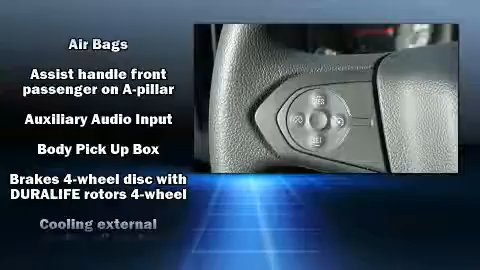 Air Bags
Assist handle front
passenger on A-pillar
Auxiliary Audio Input
Body Pick Up Box
Brakes 4-wheel disc with
DURALIFE rotors 4-wheel
Cooling external